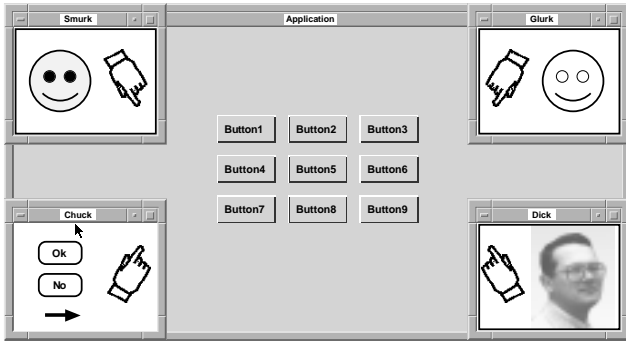 Smurk
Application
Glurk
Button1 Button2 Button3
Button4 Button5 Button6
Button7 Button8 Button9
Chuck
Ok
No
Dick